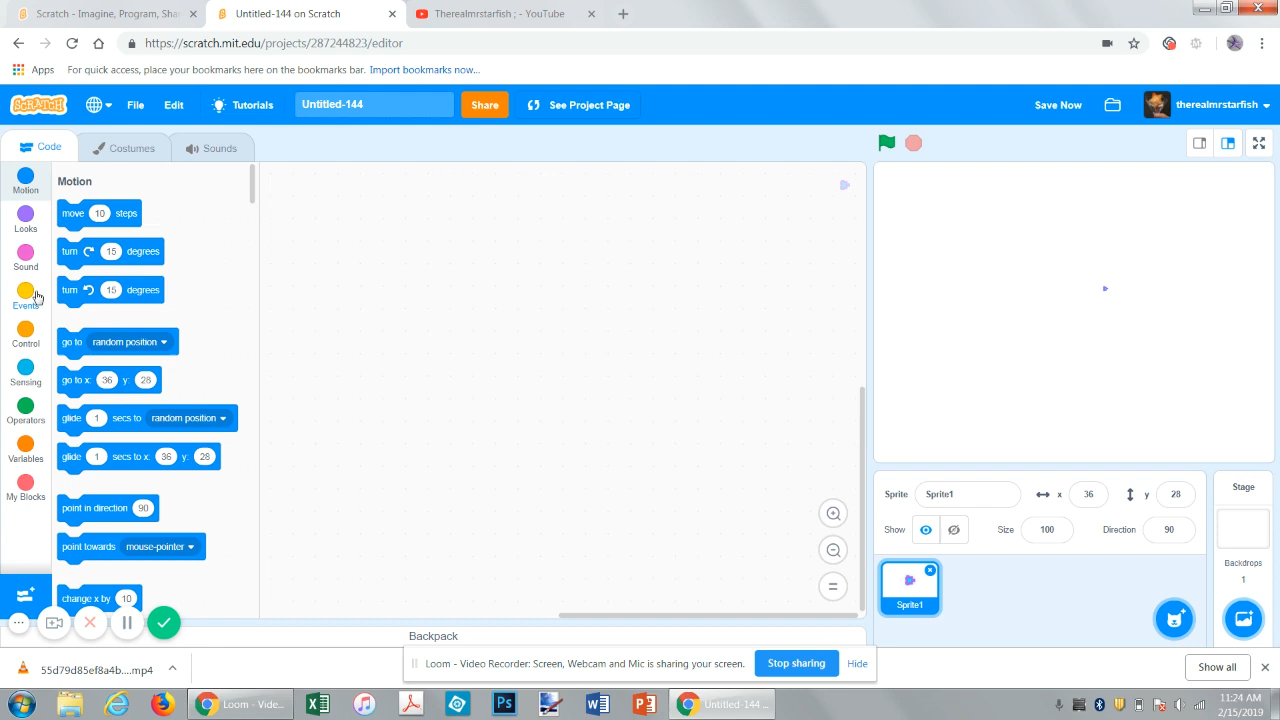 Scratch - Imagine, Program, Shar
Untitled-144 on Scratch
Therealmrstarfish ; - YouTube
https://scratch.mit.edu/projects/287244823/editor
Apps
For quick access, place your bookmarks here on the bookmarks bar. Import bookmarks now...
SCRATCH
File
Edit
Tutorials
Untitled-144
Share
See Project Page
Save Now
therealmrstarfish
Code
Costumes
Sounds
Motion
Looks
Sound
Events
Control
Sensing
Operators
Variables
My Blocks
Motion
move 10 steps
turn 15 degrees
turn 15 degrees
go to random position
go to x: 36 y: 28
glide 1 secs to random position
glide 1 secs to x: 36 y: 28
point in direction 90
point towards mouse-pointer
change x by 10
Sprite Sprite1 x 36 y 28
Show Size 100 Direction 90
Sprite1
Stage
Backdrops
1
Backpack
Loom - Video Recorder: Screen, Webcam and Mic is sharing your screen. Stop sharing Hide
55d79d85ef8a4b....mp4
Show all
Loom - Vide...
Untitled-144 ...
11:24 AM
2/15/2019